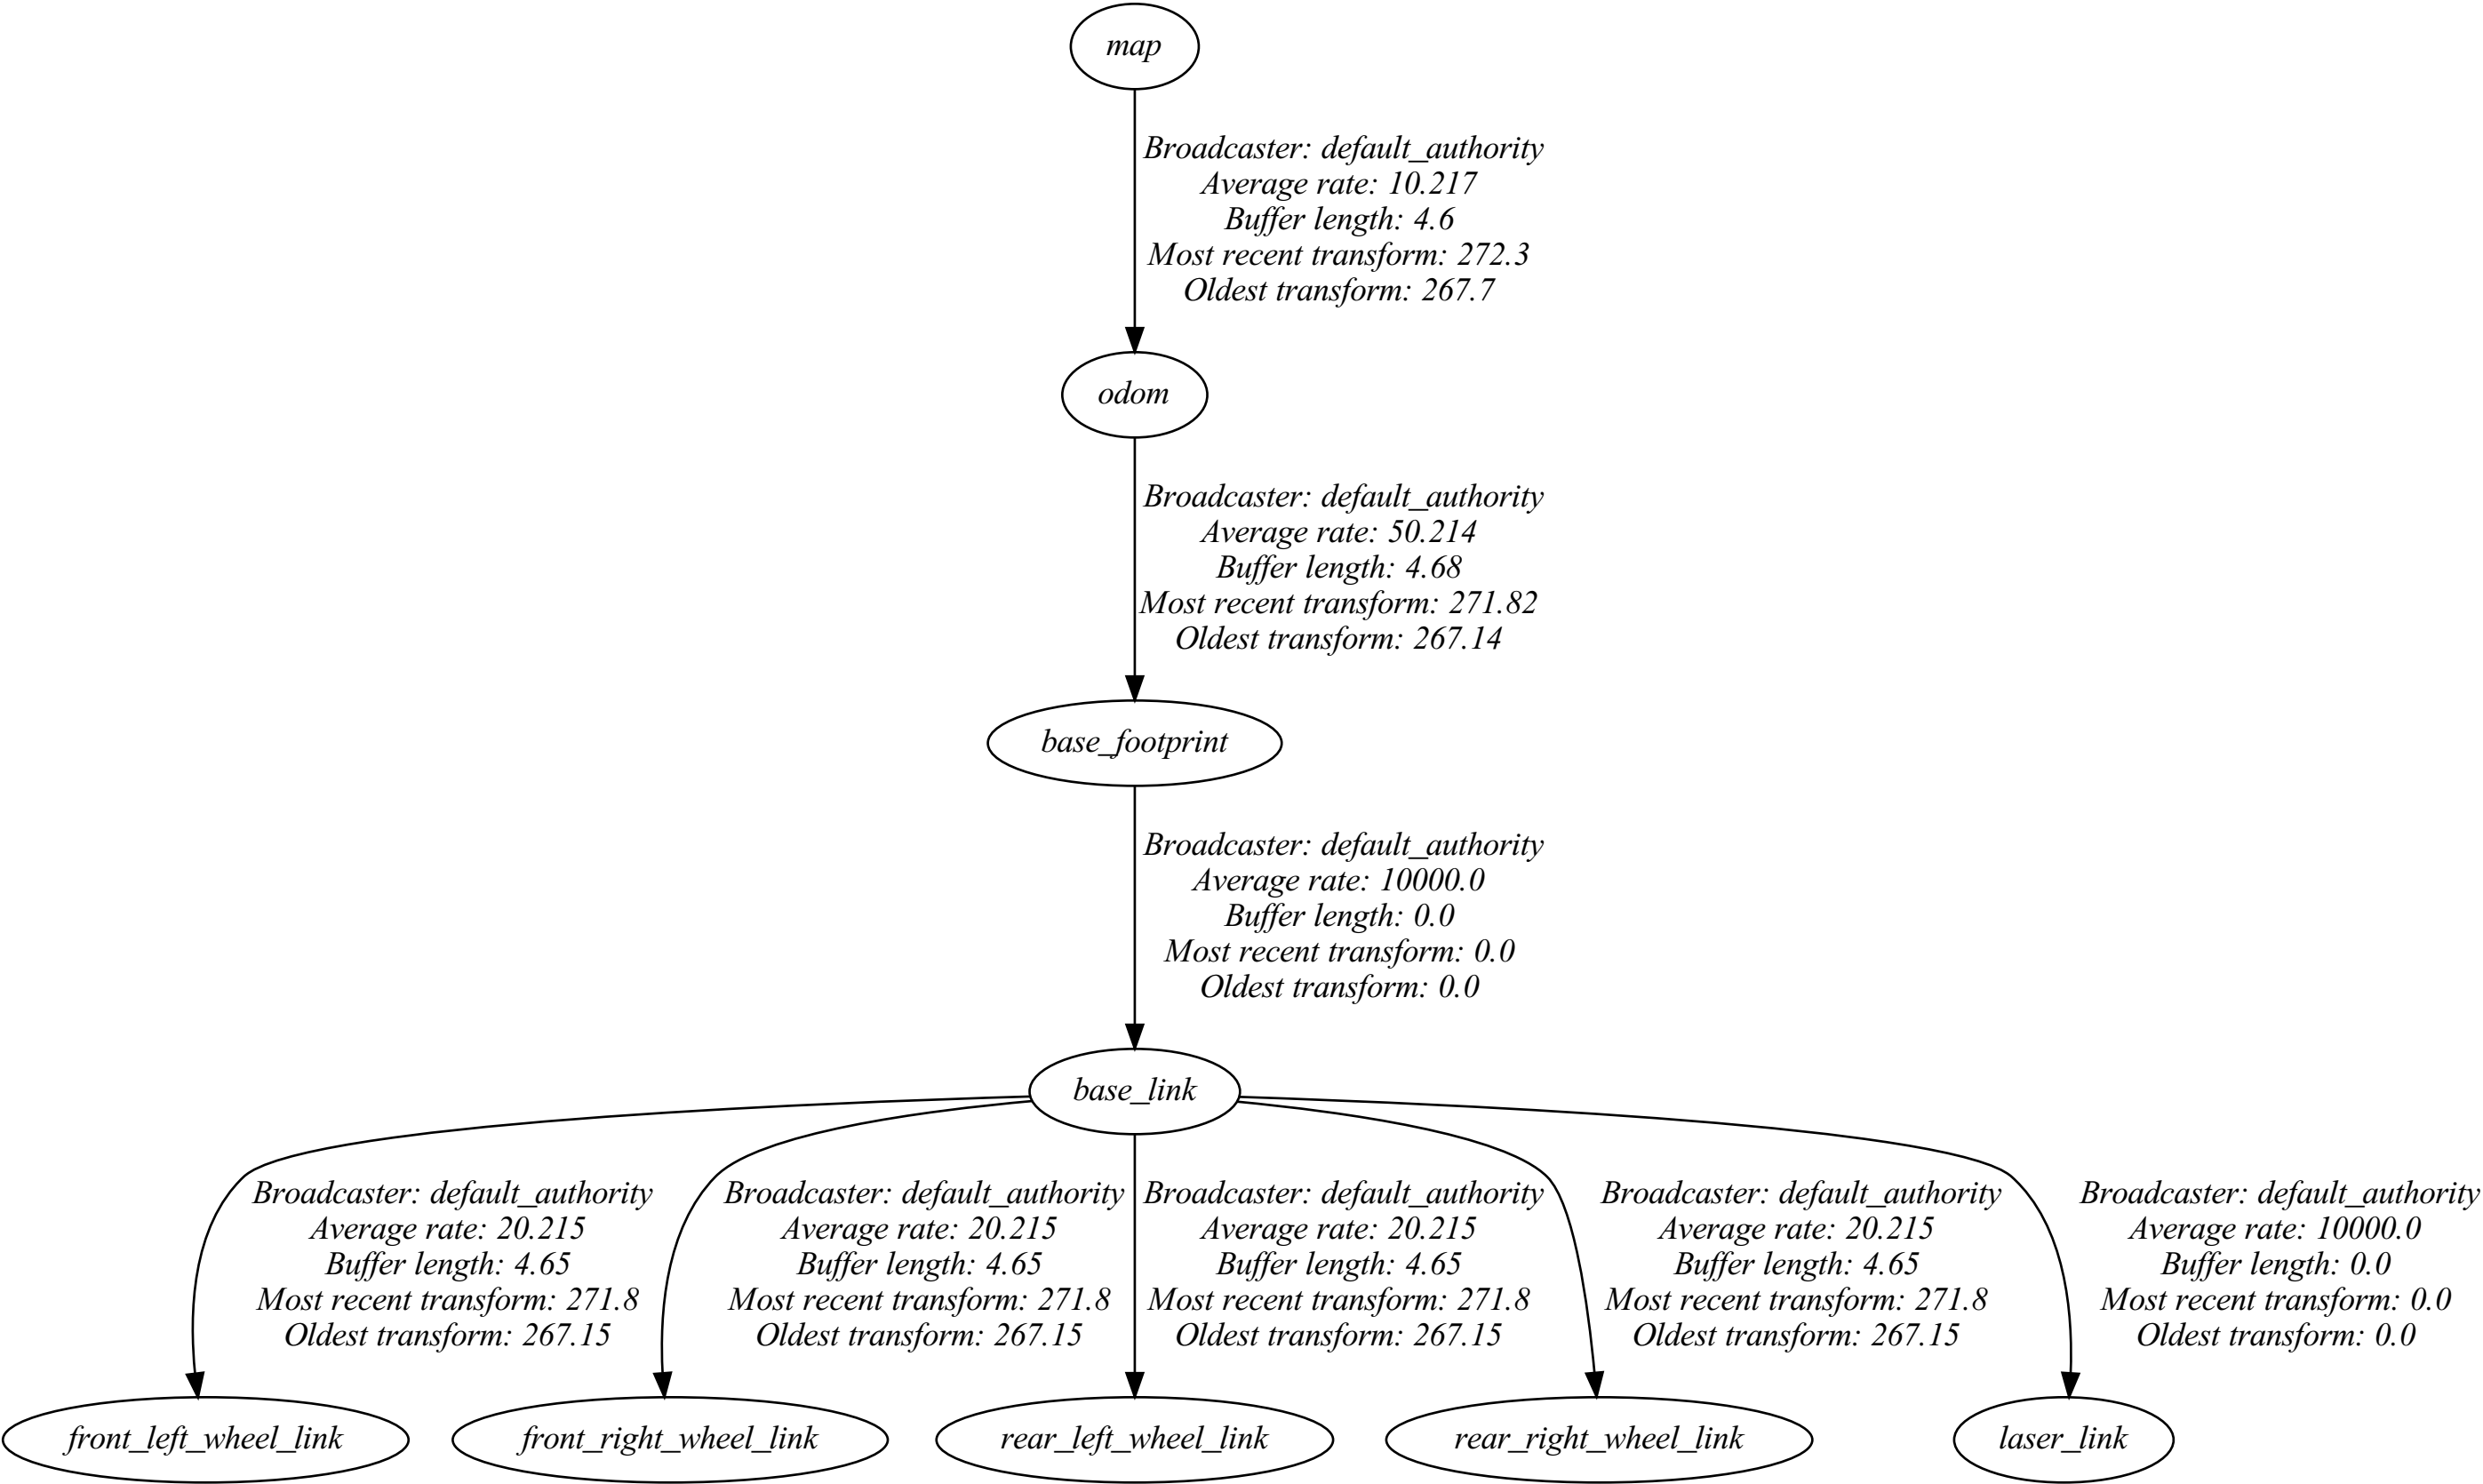 map
Broadcaster: default_authority
Average rate: 10.217
Buffer length: 4.6
Most recent transform: 272.3
Oldest transform: 267.7
odom
Broadcaster: default_authority
Average rate: 50.214
Buffer length: 4.68
Most recent transform: 271.82
Oldest transform: 267.14
base_footprint
Broadcaster: default_authority
Average rate: 10000.0
Buffer length: 0.0
Most recent transform: 0.0
Oldest transform: 0.0
base_link
Broadcaster: default_authority
Average rate: 20.215
Buffer length: 4.65
Most recent transform: 271.8
Oldest transform: 267.15
Broadcaster: default_authority
Average rate: 20.215
Buffer length: 4.65
Most recent transform: 271.8
Oldest transform: 267.15
Broadcaster: default_authority
Average rate: 20.215
Buffer length: 4.65
Most recent transform: 271.8
Oldest transform: 267.15
Broadcaster: default_authority
Average rate: 20.215
Buffer length: 4.65
Most recent transform: 271.8
Oldest transform: 267.15
Broadcaster: default_authority
Average rate: 10000.0
Buffer length: 0.0
Most recent transform: 0.0
Oldest transform: 0.0
front_left_wheel_link
front_right_wheel_link
rear_left_wheel_link
rear_right_wheel_link
laser_link